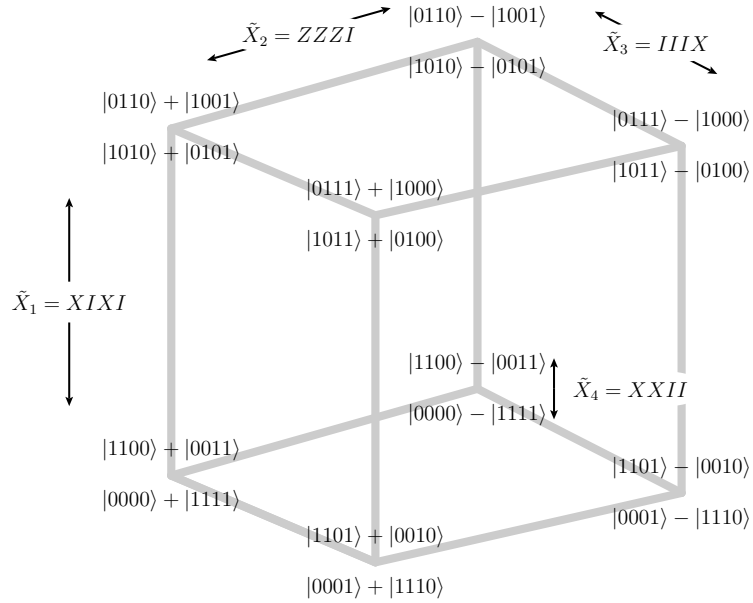 |0110⟩ − |1001⟩
X̃₂ = ZZZI
X̃₃ = IIIX
|1010⟩ − |0101⟩
|0110⟩ + |1001⟩
|0111⟩ − |1000⟩
|1010⟩ + |0101⟩
|1011⟩ − |0100⟩
|0111⟩ + |1000⟩
|1011⟩ + |0100⟩
X̃₁ = XIXI
|1100⟩ − |0011⟩
X̃₄ = XXII
|0000⟩ − |1111⟩
|1100⟩ + |0011⟩
|1101⟩ − |0010⟩
|0000⟩ + |1111⟩
|0001⟩ − |1110⟩
|1101⟩ + |0010⟩
|0001⟩ + |1110⟩